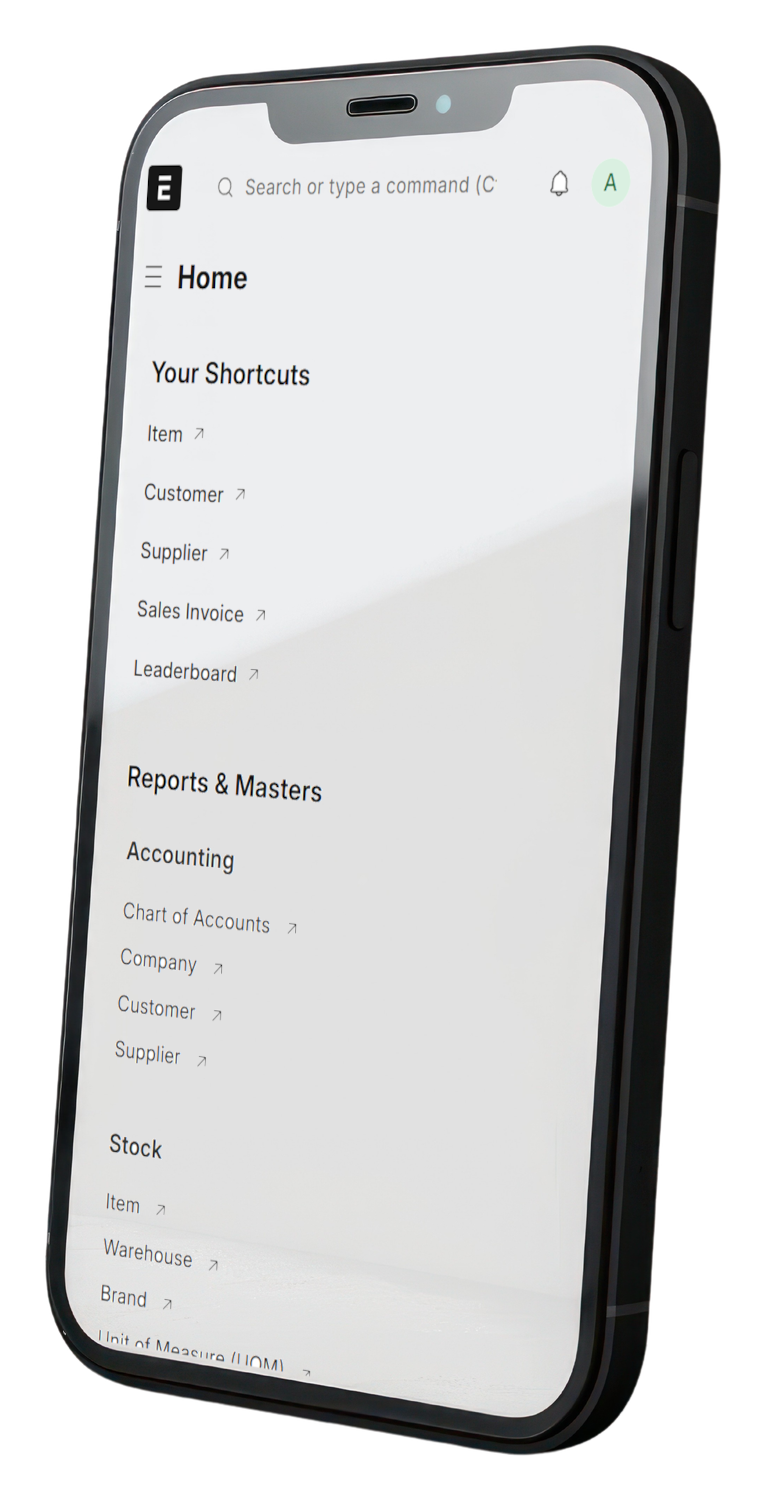 E
Search or type a command (C
A
Home
Your Shortcuts
Item
Customer
Supplier
Sales Invoice
Leaderboard
Reports & Masters
Accounting
Chart of Accounts
Company
Customer
Supplier
Stock
Item
Warehouse
Brand
Unit of Measure (UOM)